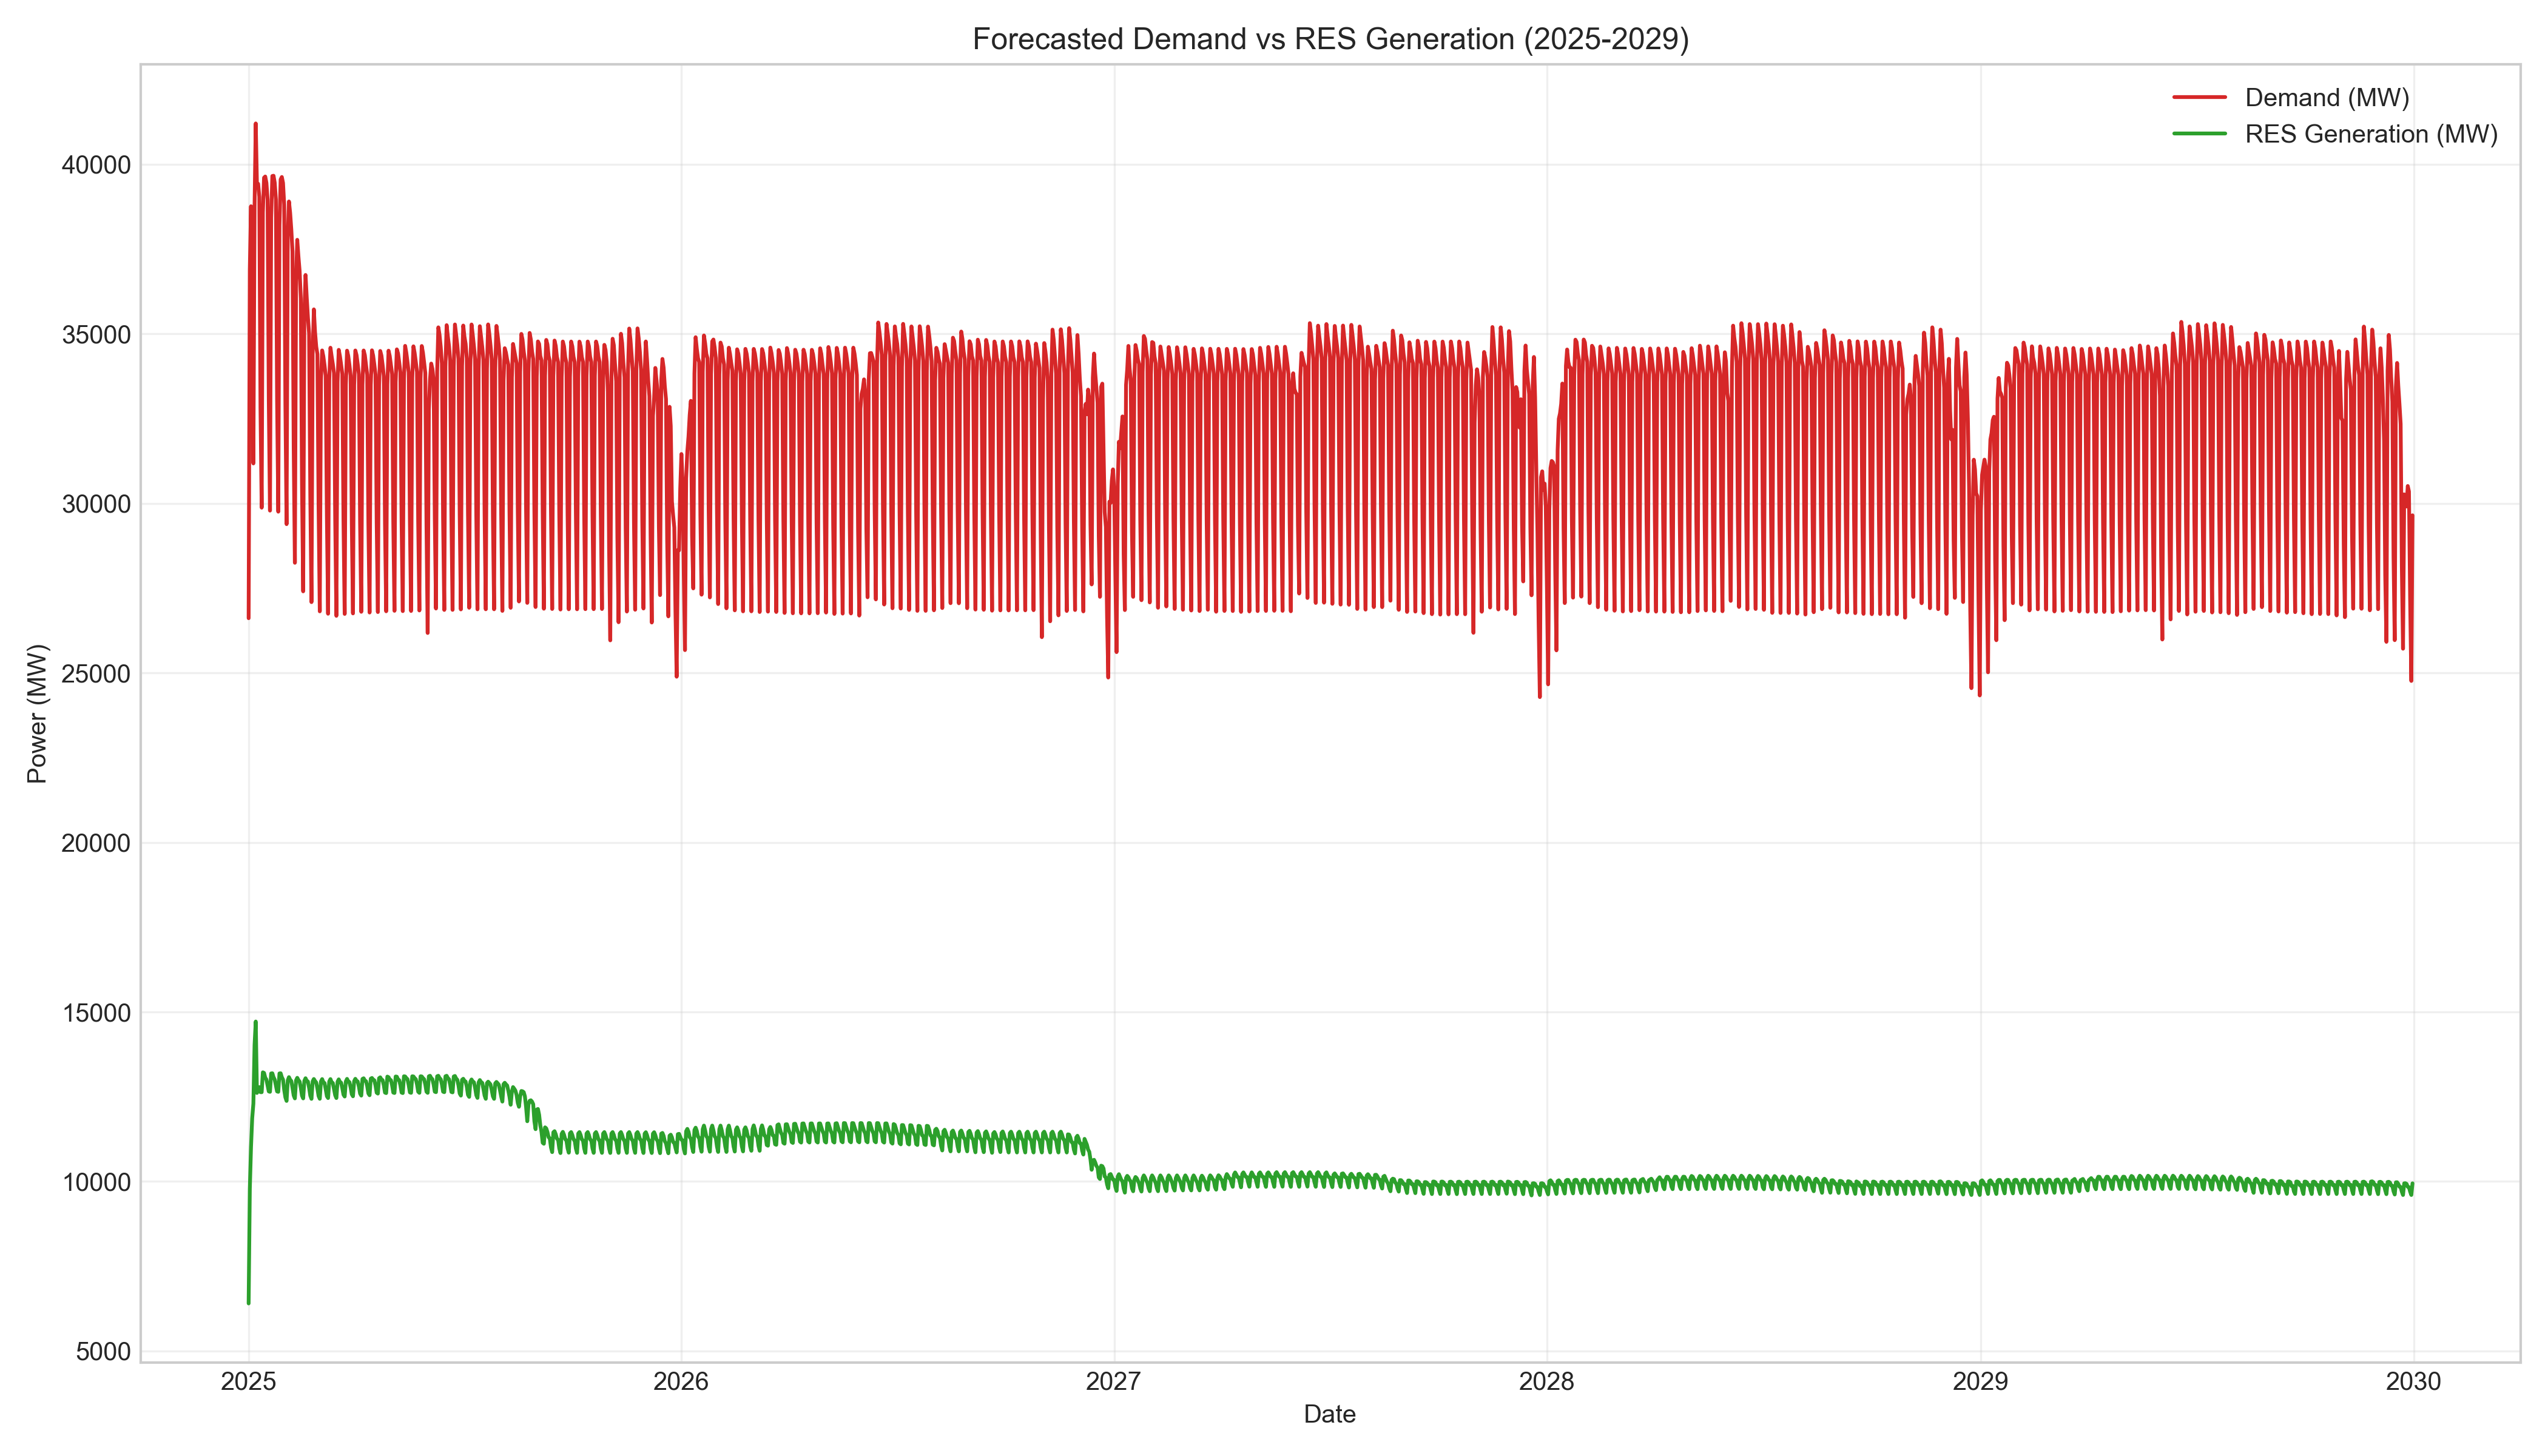 Forecasted Demand vs RES Generation (2025-2029)
Demand (MW)
RES Generation (MW)
Power (MW)
40000
35000
30000
25000
20000
15000
10000
5000
2025 2026 2027 2028 2029 2030
Date